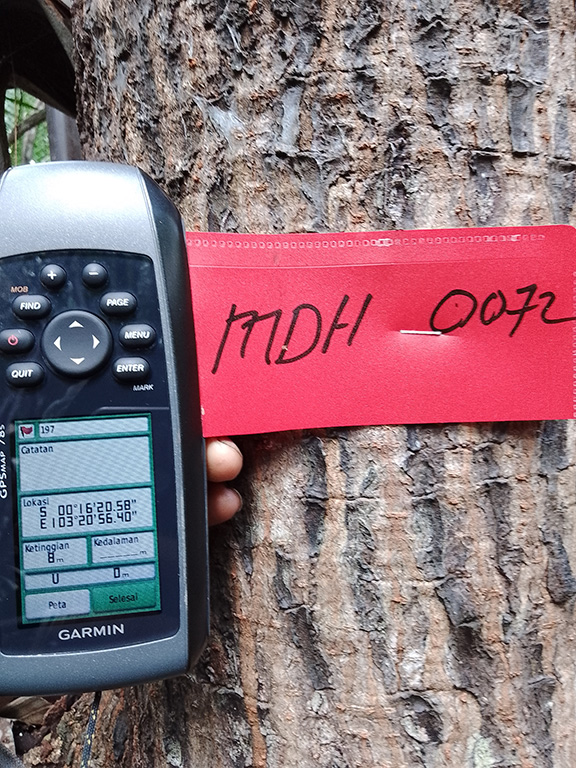 MOB
FIND
PAGE
MENU
QUIT
ENTER
MARK
GPSMAP 78s
197
Catatan
Lokasi
S 00°16'20.58"
E103°20'56.40"
Ketinggian
8m
Kedalaman
m
U
0m
Peta
Selesai
GARMIN
MDH 0072